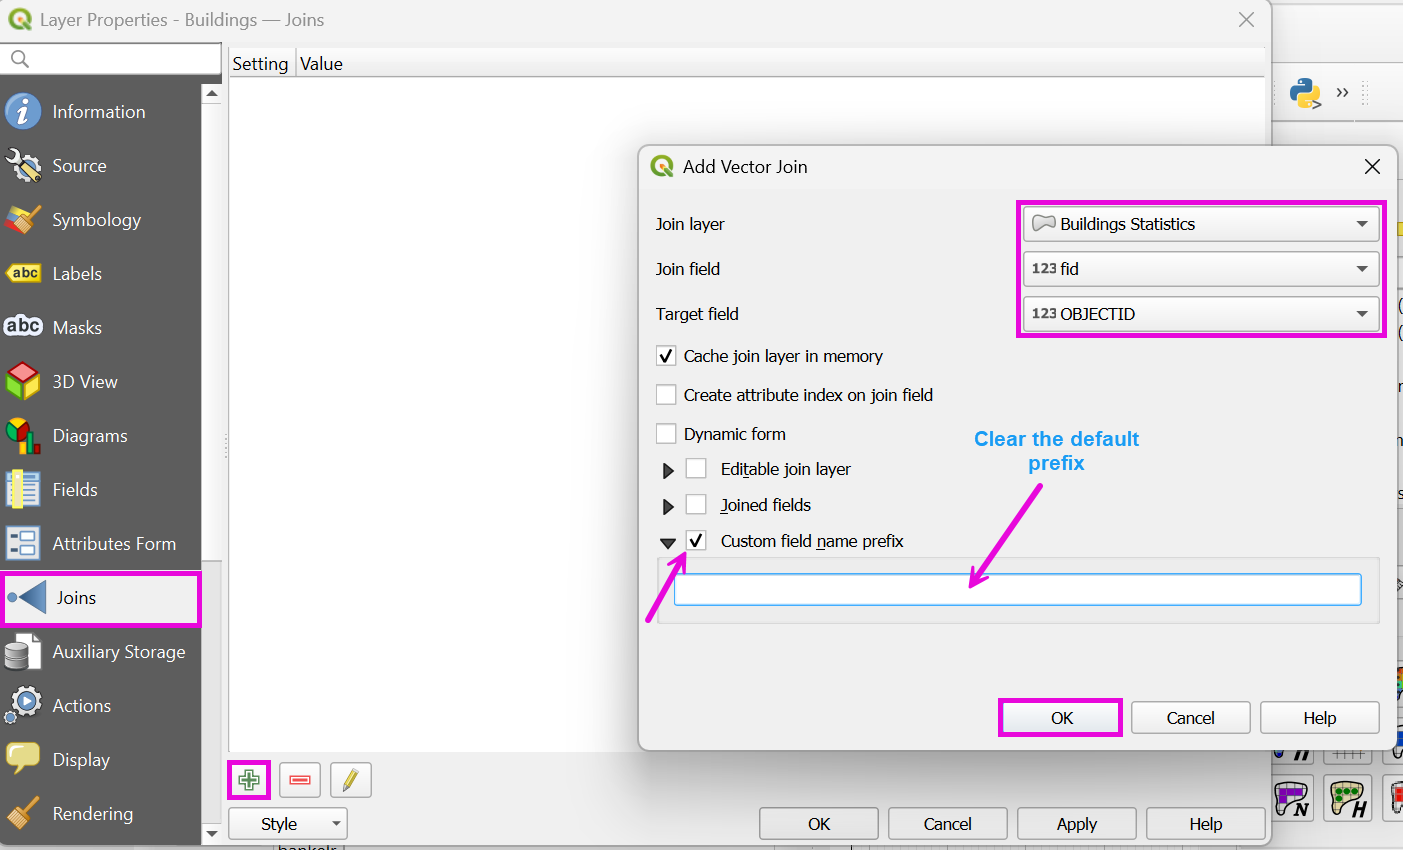 Layer Properties - Buildings — Joins
Setting Value
Information
Source
Symbology
abc Labels
abc Masks
3D View
Diagrams
Fields
Attributes Form
Joins
Auxiliary Storage
Actions
Display
Rendering
Add Vector Join
Join layer Buildings Statistics
Join field 123 fid
Target field 123 OBJECTID
Cache join layer in memory
Create attribute index on join field
Dynamic form
Editable join layer
Joined fields
Custom field name prefix
Clear the default
prefix
OK Cancel Help
Style OK Cancel Apply Help
N H